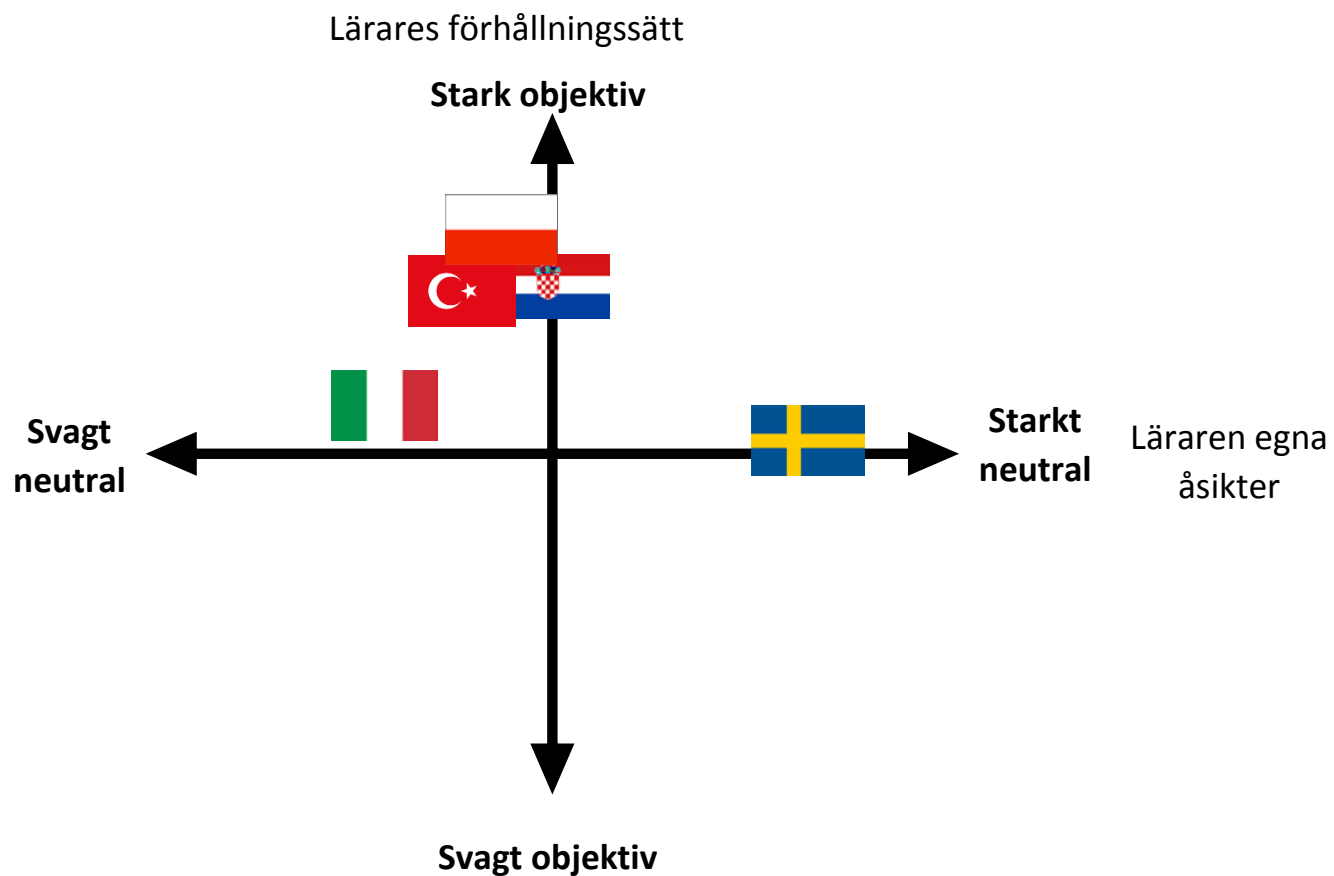 Lärares förhållningssätt
Stark objektiv
Svagt
neutral
Starkt
neutral
Läraren egna
åsikter
Svagt objektiv